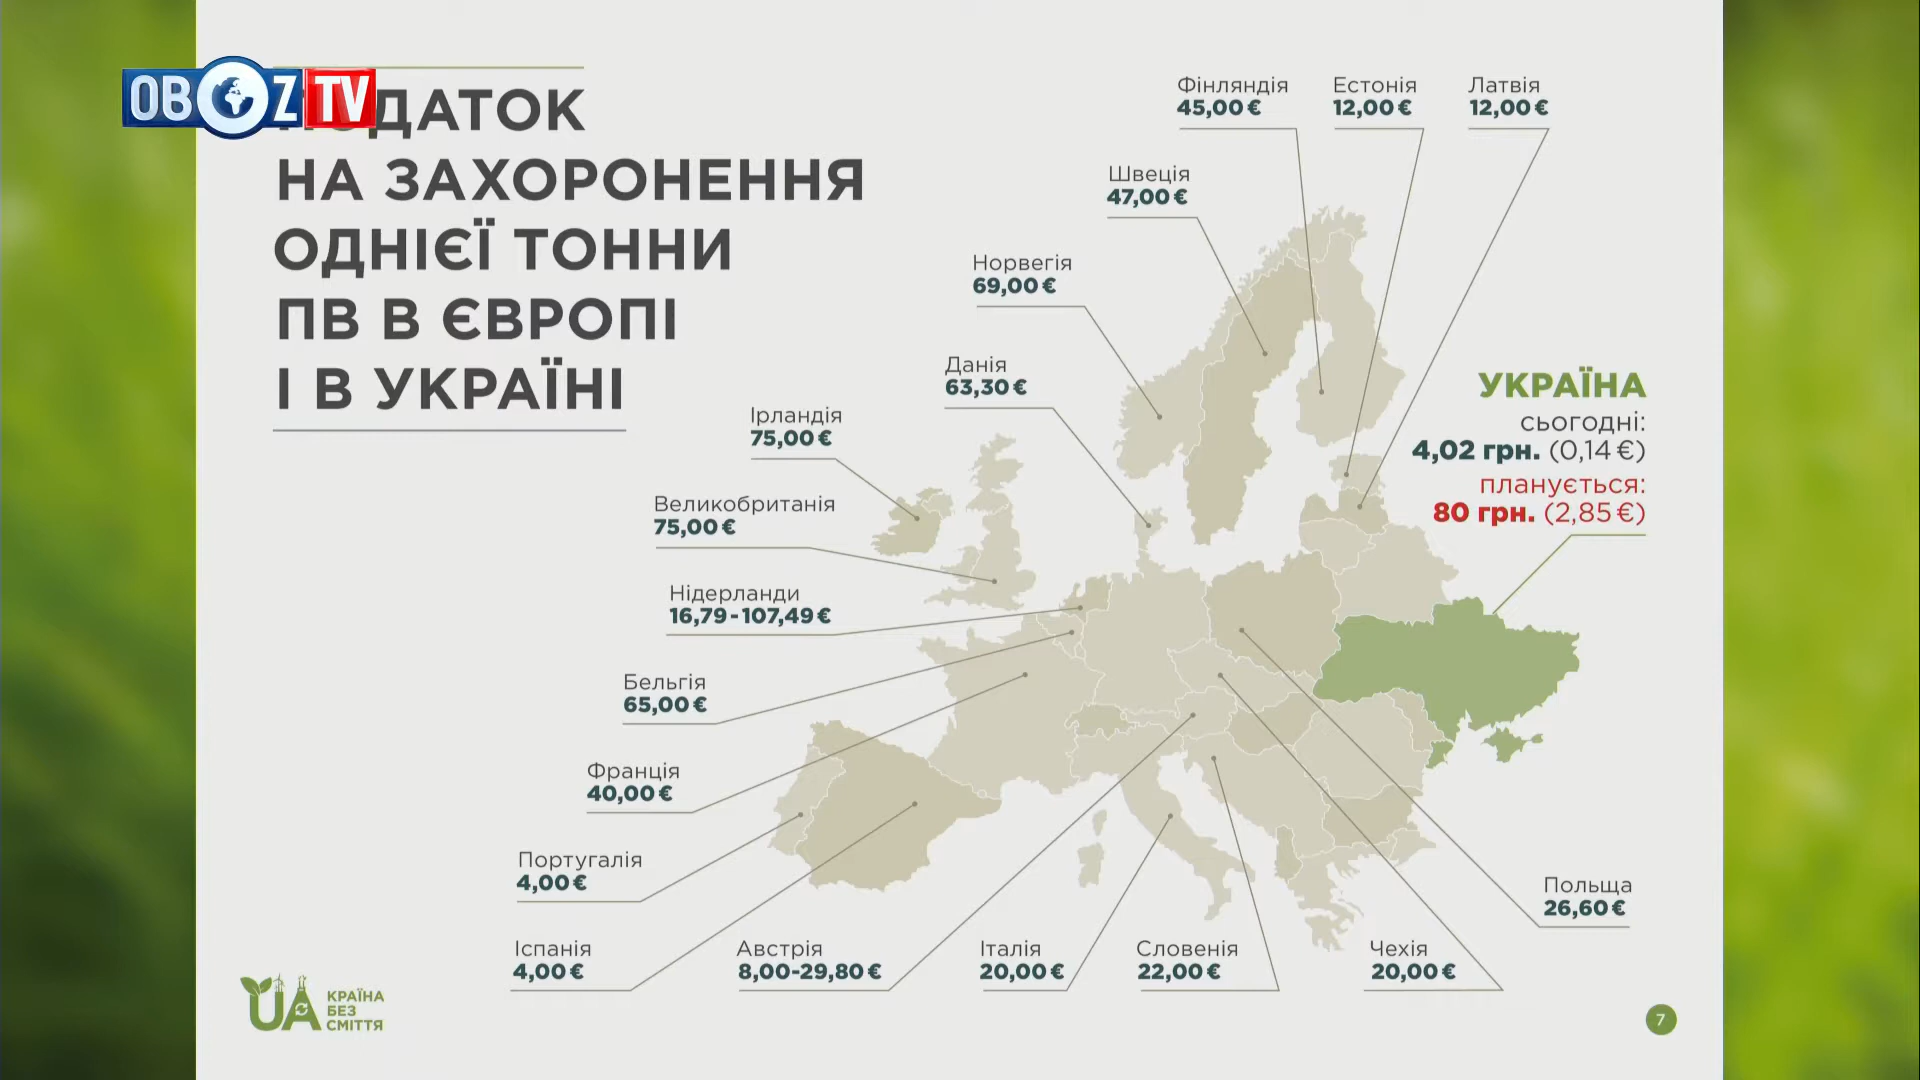 OBOZ TV
ПОДАТОК
НА ЗАХОРОНЕННЯ
ОДНІЄЇ ТОННИ
ПВ В ЄВРОПІ
І В УКРАЇНІ
Фінляндія
45,00 €
Естонія
12,00 €
Латвія
12,00 €
Швеція
47,00 €
Норвегія
69,00 €
Данія
63,30 €
Ірландія
75,00 €
УКРАЇНА
сьогодні:
4,02 грн. (0,14 €)
планується:
80 грн. (2,85 €)
Великобританія
75,00 €
Нідерланди
16,79 - 107,49 €
Бельгія
65,00 €
Франція
40,00 €
Португалія
4,00 €
Іспанія
4,00 €
Австрія
8,00-29,80 €
Італія
20,00 €
Словенія
22,00 €
Чехія
20,00 €
Польща
26,60 €
UA
КРАЇНА
БЕЗ
СМІТТЯ
7